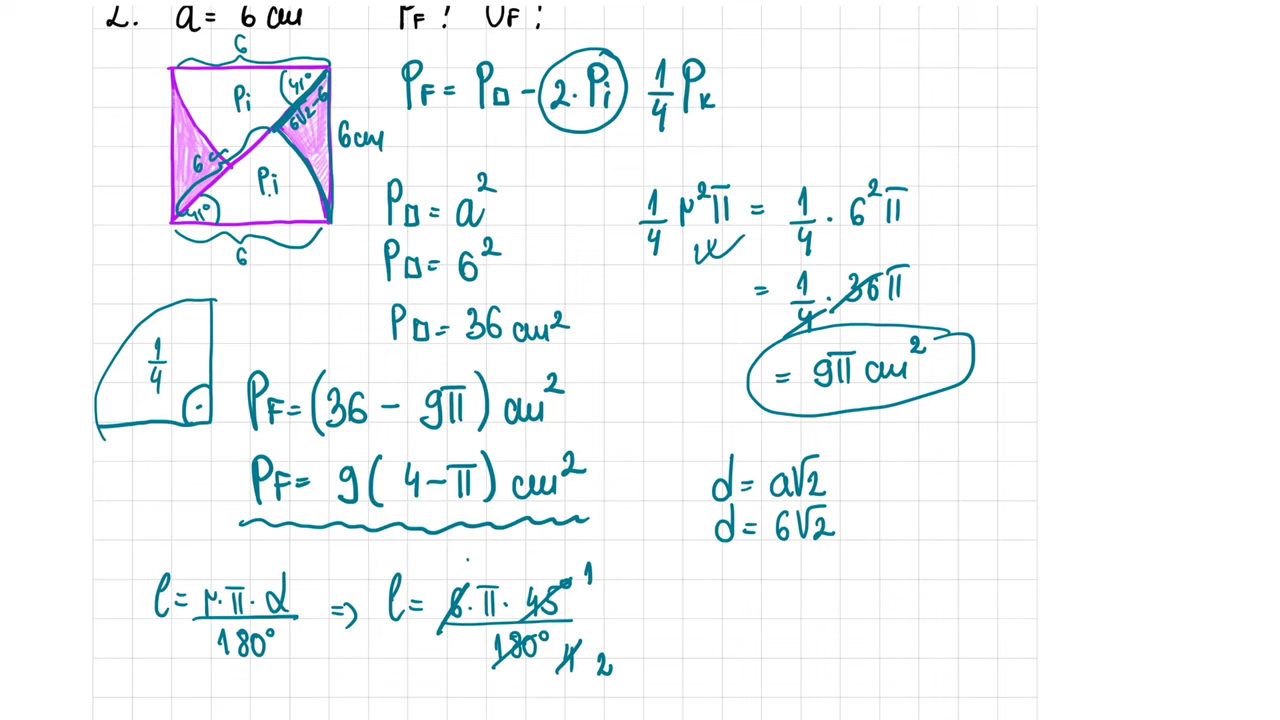 2. a = 6 cm PF? OF?
6
41°
Pi
6√2-6
6 cm
6 cm
Pi
41°
6
PF = P□ - 2·Pi 1/4 Pk
P□ = a²
P□ = 6²
P□ = 36 cm²
1/4 r²π = 1/4 · 6²π
= 1/4 · 36π
= 9π cm²
1/4
PF = (36 - 9π) cm²
PF = 9(4-π) cm²
d = a√2
d = 6√2
l = r·π·α/180° => l = 6·π·45°/180° 1 4 2